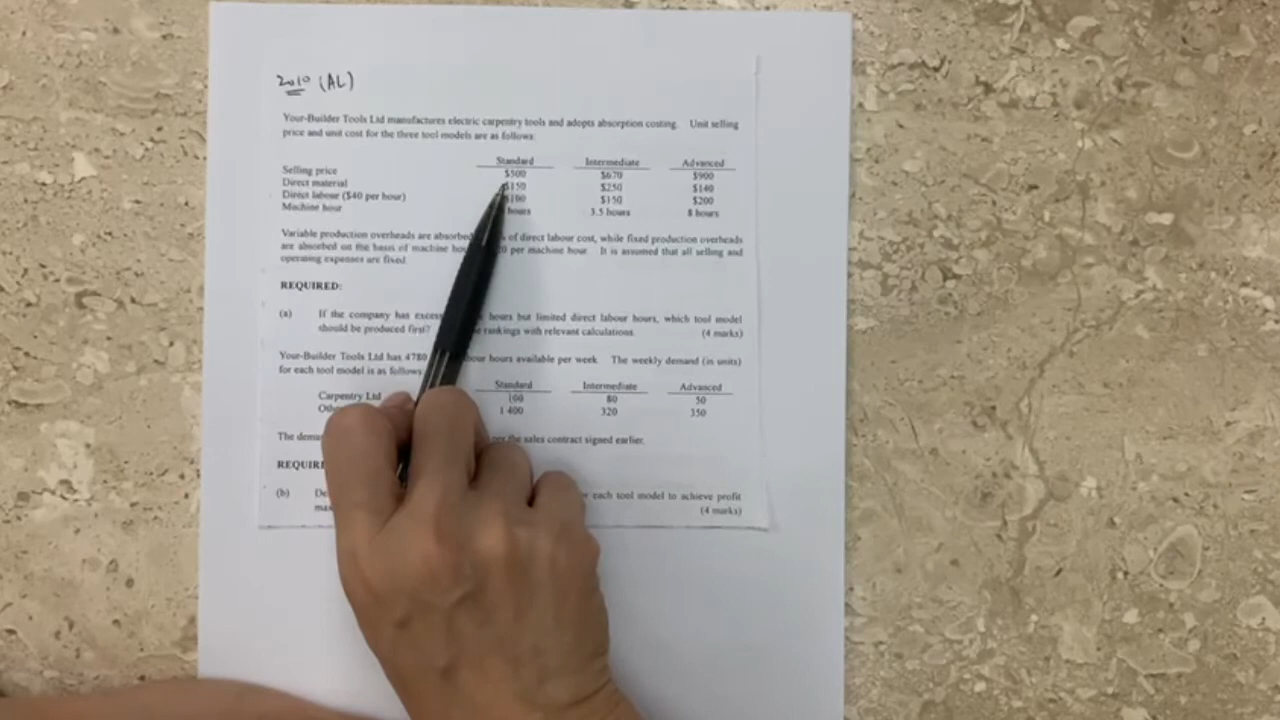 2010 (AL)
Your-Builder Tools Ltd manufactures electric carpentry tools and adopts absorption costing. Unit selling
price and unit cost for the three tool models are as follows:
Standard Intermediate Advanced
Selling price $500 $670 $900
Direct material $150 $250 $140
Direct labour ($40 per hour) $100 $150 $200
Machine hour hours 3.5 hours 8 hours
Variable production overheads are absorbed of direct labour cost, while fixed production overheads
are absorbed on the basis of machine per machine hour. It is assumed that all selling and
operating expenses are fixed.
REQUIRED:
(a) If the company has hours but limited direct labour hours, which tool model
should be produced first? rankings with relevant calculations. (4 marks)
Your-Builder Tools Ltd has 4780 hours available per week. The weekly demand (in units)
for each tool model is as follows
Standard Intermediate Advanced
Carpentry Ltd 100 80 50
1 400 320 350
The the sales contract signed earlier.
(b) each tool model to achieve profit
(4 marks)